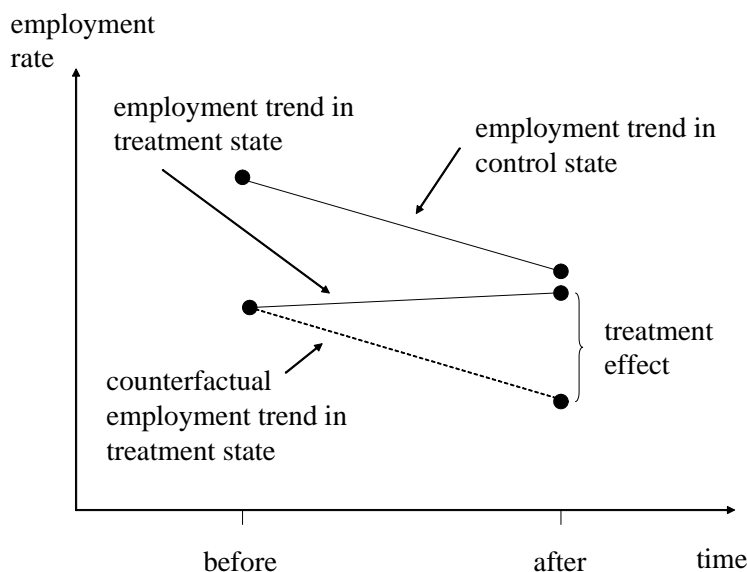 employment
rate
employment trend in
treatment state
employment trend in
control state
treatment
effect
counterfactual
employment trend in
treatment state
before
after
time